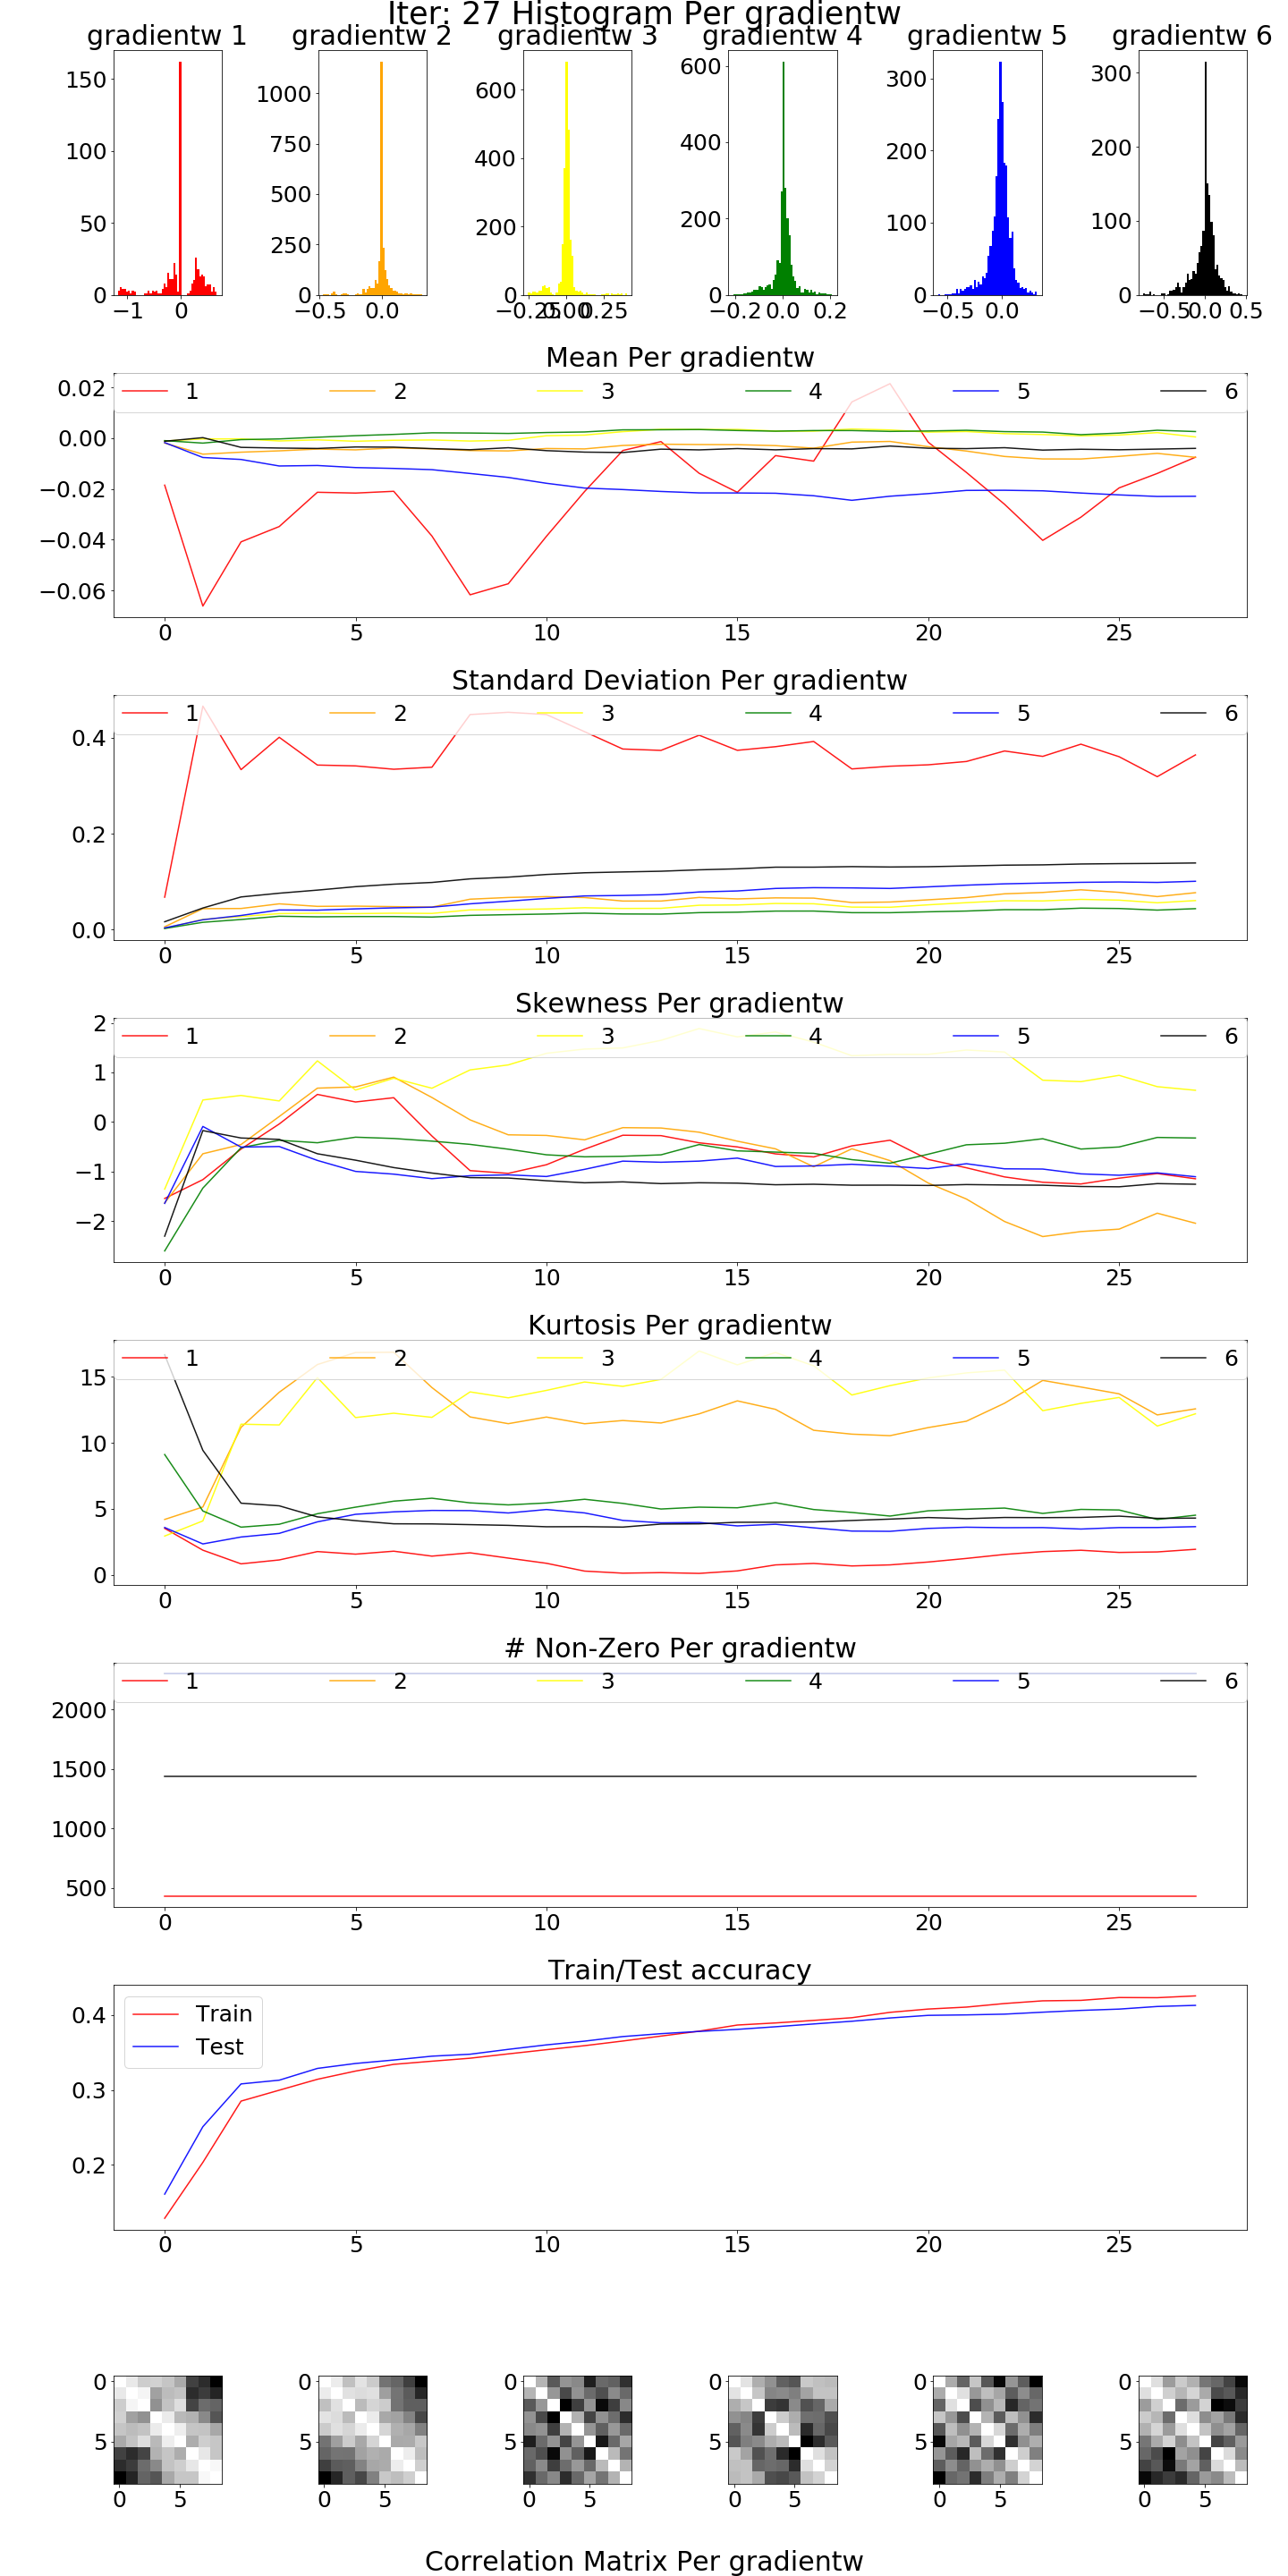 Iter: 27 Histogram Per gradientw
gradientw 1 gradientw 2 gradientw 3 gradientw 4 gradientw 5 gradientw 6
150 100 50 0
−1 0
1000 750 500 250 0
−0.5 0.0
600 400 200 0
−0.25 0.00 0.25
600 400 200 0
−0.2 0.0 0.2
300 200 100 0
−0.5 0.0
300 200 100 0
−0.5 0.0 0.5
Mean Per gradientw
1 2 3 4 5 6
0.02
0.00
−0.02
−0.04
−0.06
0 5 10 15 20 25
Standard Deviation Per gradientw
1 2 3 4 5 6
0.4
0.2
0.0
0 5 10 15 20 25
Skewness Per gradientw
1 2 3 4 5 6
2
1
0
−1
−2
0 5 10 15 20 25
Kurtosis Per gradientw
1 2 3 4 5 6
15
10
5
0
0 5 10 15 20 25
# Non-Zero Per gradientw
1 2 3 4 5 6
2000
1500
1000
500
0 5 10 15 20 25
Train/Test accuracy
Train
Test
0.4
0.3
0.2
0 5 10 15 20 25
0 0 0 0 0 0
5 5 5 5 5 5
0 5 0 5 0 5 0 5 0 5 0 5
Correlation Matrix Per gradientw